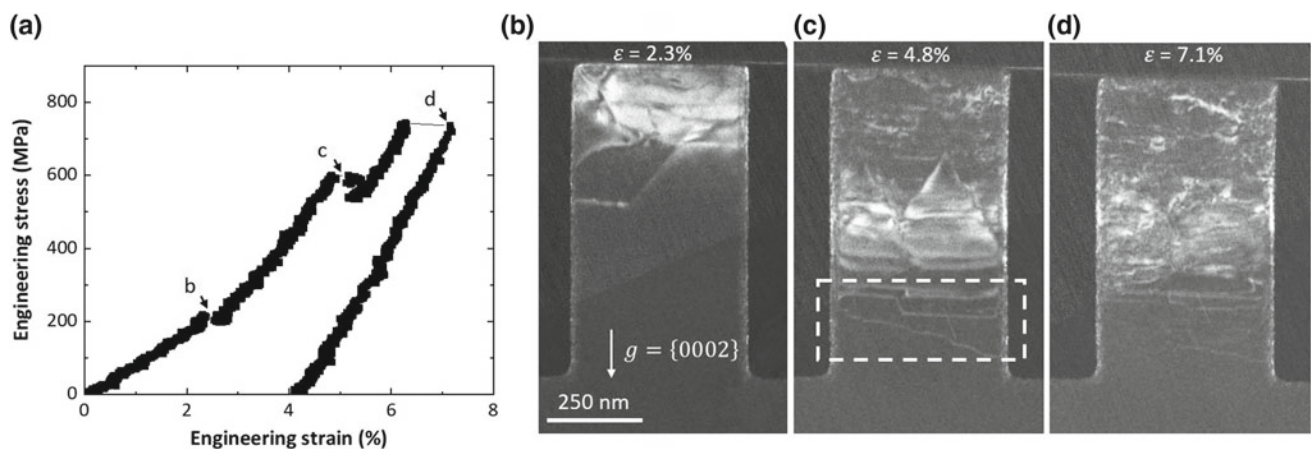 (a)
Engineering stress (MPa)
800
600
400
200
0
0 2 4 6 8
Engineering strain (%)
b
c
d
(b)
ε = 2.3%
g = {0002}
250 nm
(c)
ε = 4.8%
(d)
ε = 7.1%